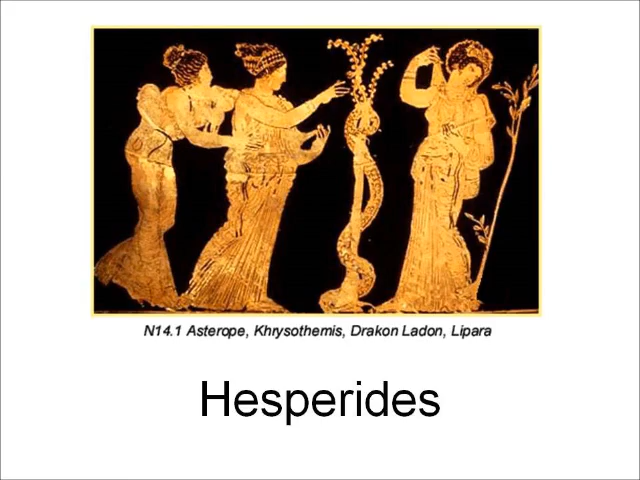 N14.1 Asterope, Khrysothemis, Drakon Ladon, Lipara
Hesperides